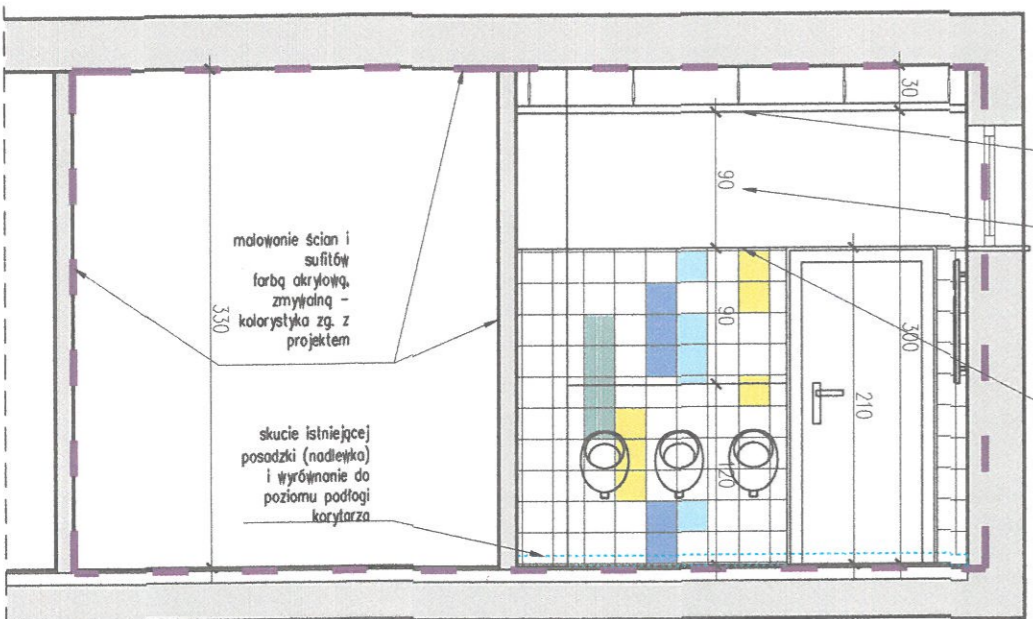 malowanie ścian i
sufitów
farbą akrylową,
zmywalną -
kolorystyka zg. z
projektem
skucie istniejącej
posadzki (nadlewka)
i wyrównanie do
poziomu podłogi
korytarza
330
30
90
90
120
300
210